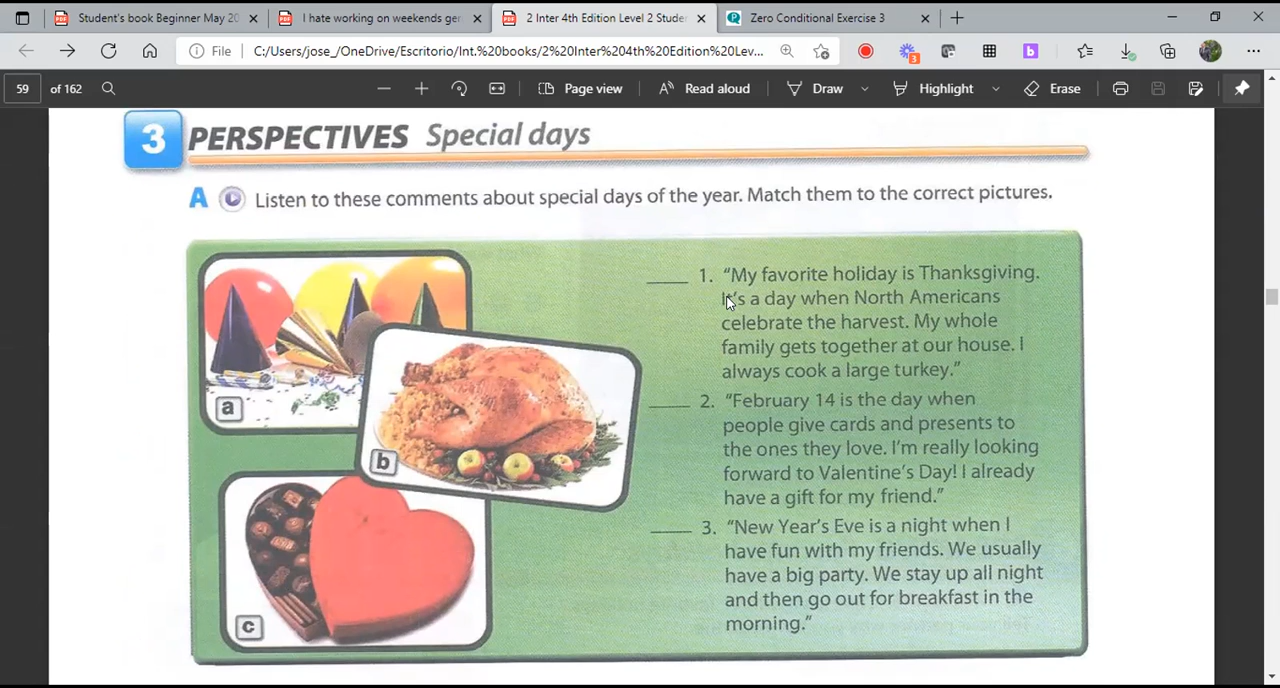 Student's book Beginner May 20
I hate working on weekends ger
2 Inter 4th Edition Level 2 Stude
Zero Conditional Exercise 3
File
C:/Users/jose_/OneDrive/Escritorio/Int.%20books/2%20Inter%204th%20Edition%20Lev...
3
59 of 162
Page view
Read aloud
Draw
Highlight
Erase
3 PERSPECTIVES Special days
A Listen to these comments about special days of the year. Match them to the correct pictures.
a
b
c
____ 1. “My favorite holiday is Thanksgiving.
It's a day when North Americans
celebrate the harvest. My whole
family gets together at our house. I
always cook a large turkey.”
____ 2. “February 14 is the day when
people give cards and presents to
the ones they love. I'm really looking
forward to Valentine's Day! I already
have a gift for my friend.”
____ 3. “New Year's Eve is a night when I
have fun with my friends. We usually
have a big party. We stay up all night
and then go out for breakfast in the
morning.”